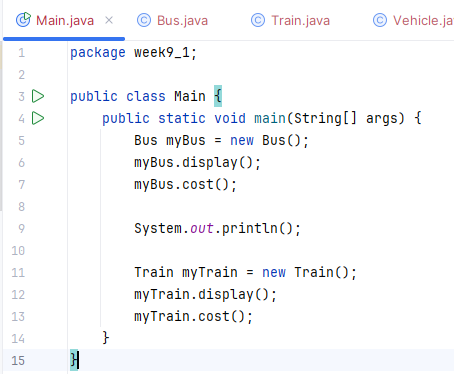 Main.java × Bus.java Train.java Vehicle.ja
1 package week9_1;
2
3 public class Main {
4 public static void main(String[] args) {
5 Bus myBus = new Bus();
6 myBus.display();
7 myBus.cost();
8
9 System.out.println();
10
11 Train myTrain = new Train();
12 myTrain.display();
13 myTrain.cost();
14 }
15 }